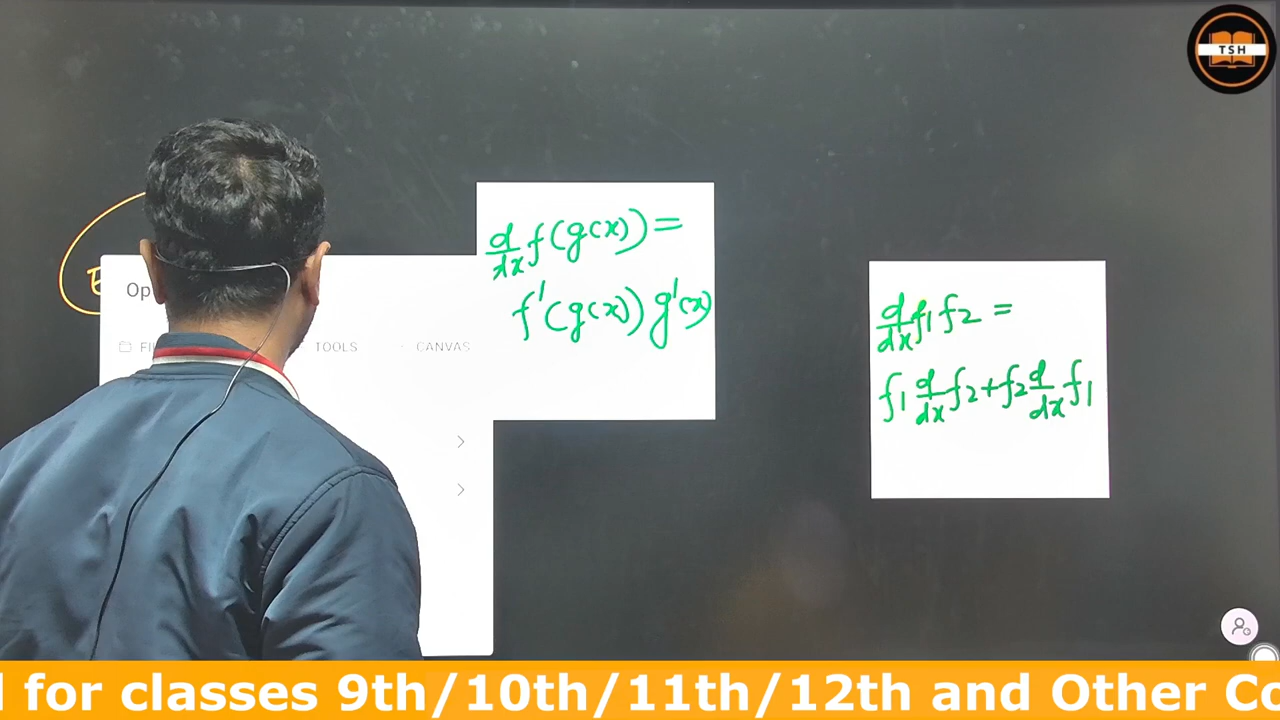 TSH
d/dx f(g(x)) =
f'(g(x)) g'(x)
d/dx f1 f2 =
f1 d/dx f2 + f2 d/dx f1
Op
TOOLS CANVAS
for classes 9th/10th/11th/12th and Other